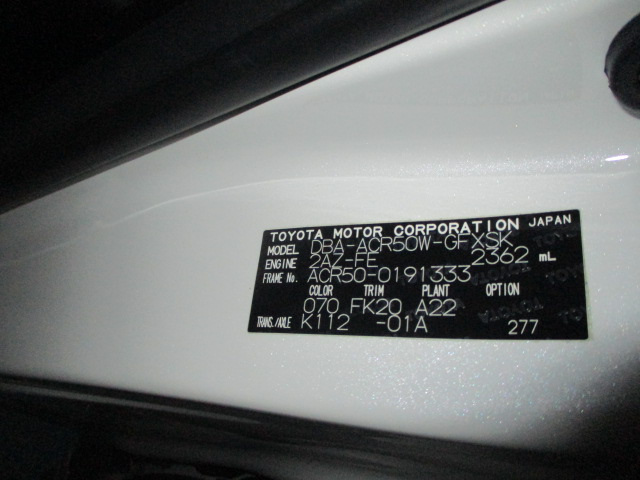 TOYOTA MOTOR CORPORATION JAPAN
MODEL DBA-ACR50W-GFXSK
ENGINE 2AZ-FE 2362 mL
FRAME No. ACR50-0191333
COLOR TRIM PLANT OPTION
070 FK20 A22
TRANS./AXLE K112 -01A 277